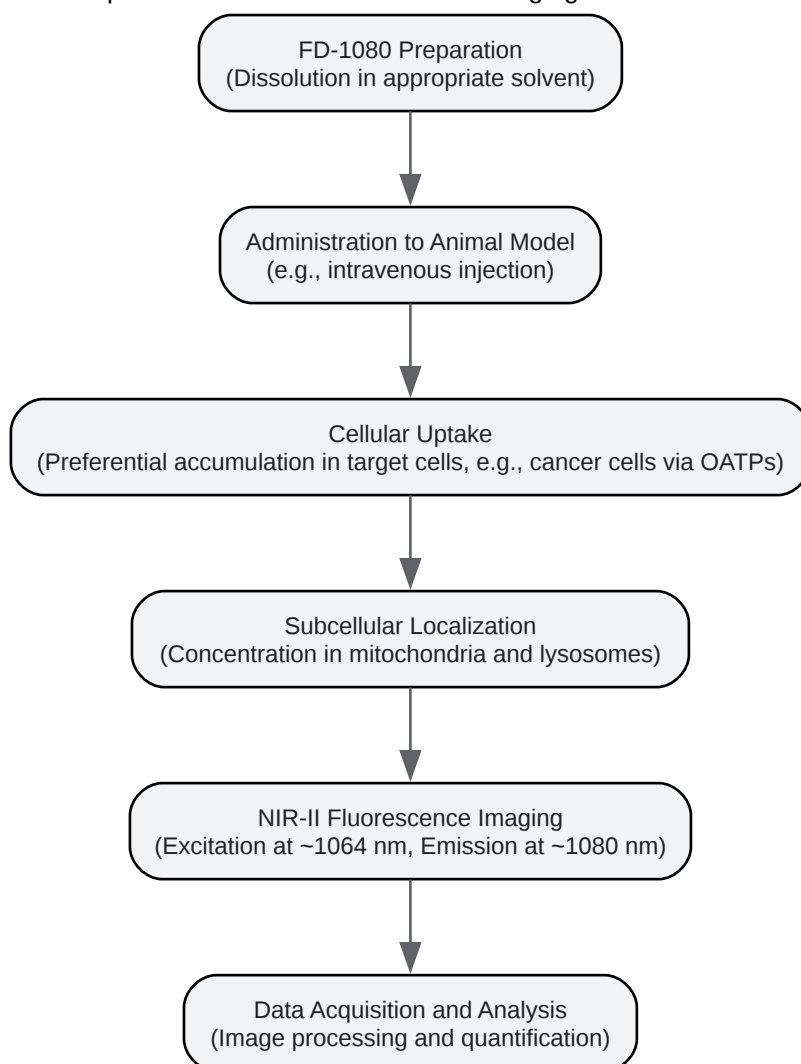 FD-1080 Preparation
(Dissolution in appropriate solvent)
Administration to Animal Model
(e.g., intravenous injection)
Cellular Uptake
(Preferential accumulation in target cells, e.g., cancer cells via OATPs)
Subcellular Localization
(Concentration in mitochondria and lysosomes)
NIR-II Fluorescence Imaging
(Excitation at ~1064 nm, Emission at ~1080 nm)
Data Acquisition and Analysis
(Image processing and quantification)